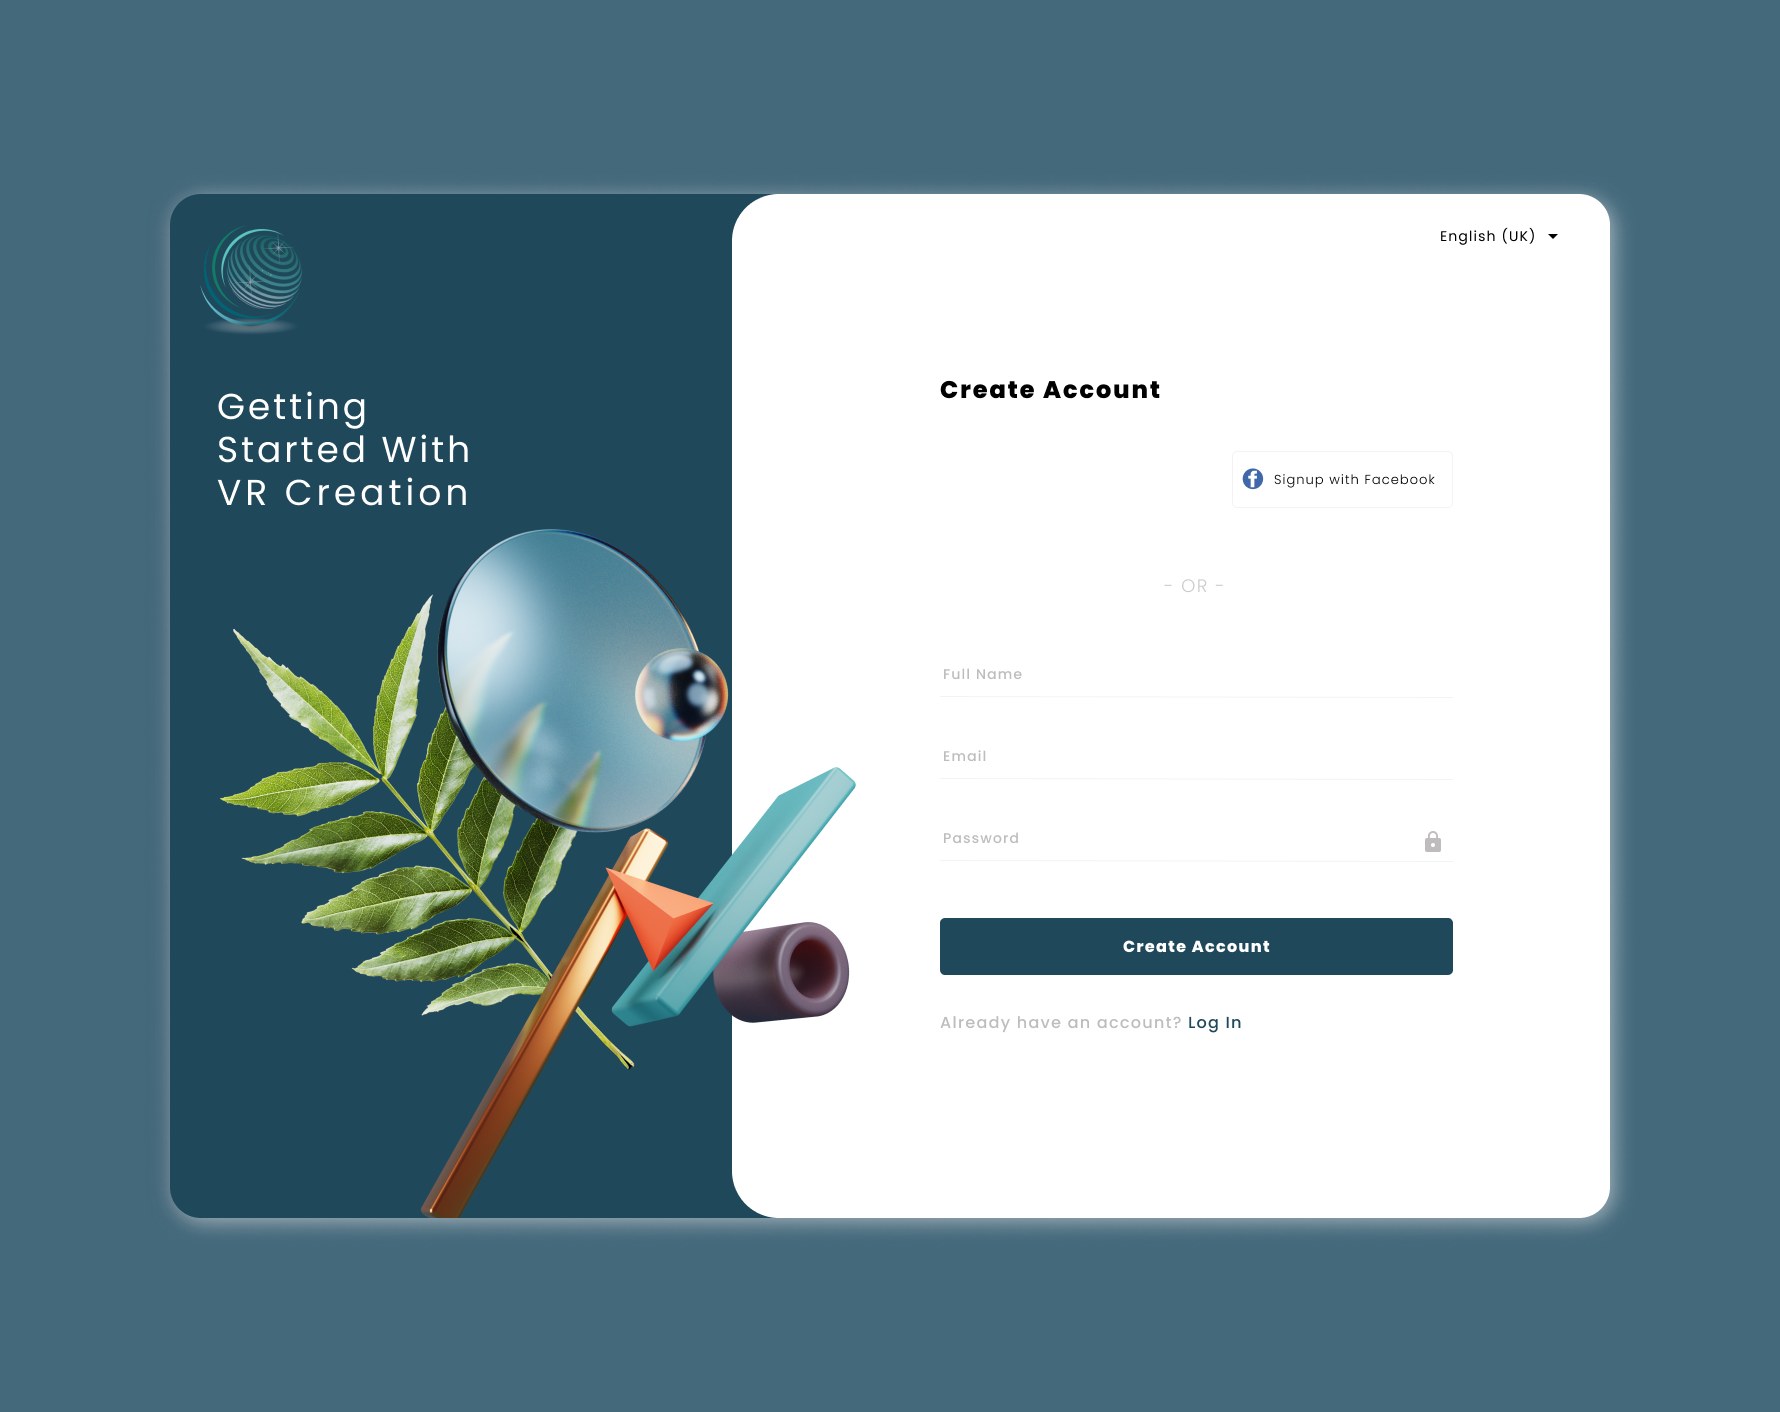 Getting
Started With
VR Creation
English (UK)
Create Account
Signup with Facebook
- OR -
Full Name
Email
Password
Create Account
Already have an account? Log In